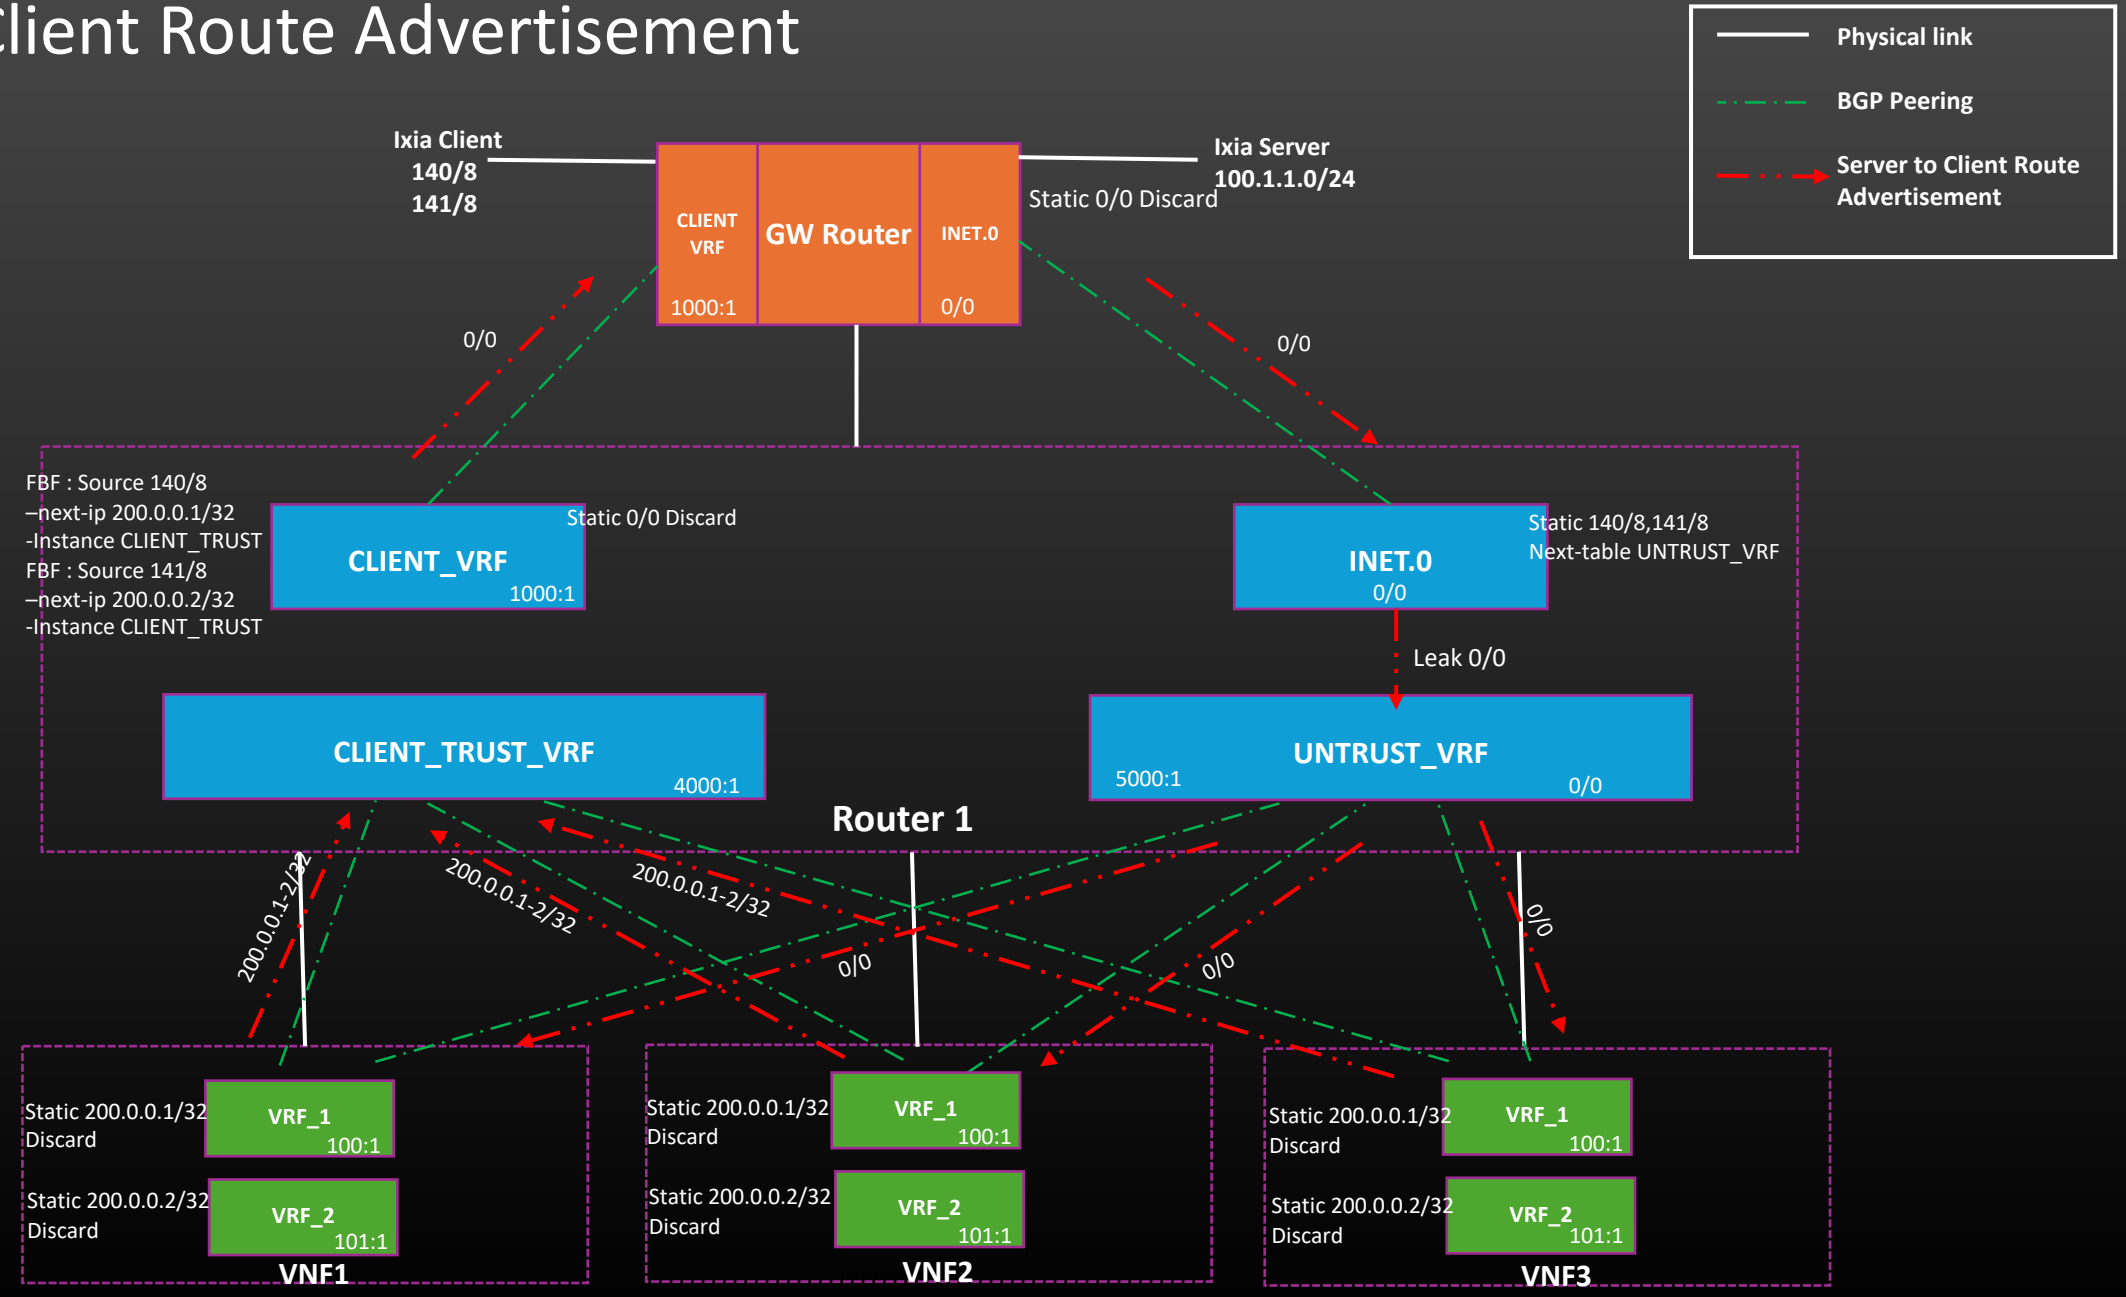 Client Route Advertisement
Physical link
BGP Peering
Server to Client Route
Advertisement
Ixia Client
140/8
141/8
CLIENT
VRF
1000:1
GW Router
INET.0
0/0
Ixia Server
100.1.1.0/24
Static 0/0 Discard
0/0
0/0
FBF : Source 140/8
–next-ip 200.0.0.1/32
-Instance CLIENT_TRUST
FBF : Source 141/8
–next-ip 200.0.0.2/32
-Instance CLIENT_TRUST
Static 0/0 Discard
CLIENT_VRF
1000:1
INET.0
0/0
Static 140/8,141/8
Next-table UNTRUST_VRF
Leak 0/0
CLIENT_TRUST_VRF
4000:1
UNTRUST_VRF
5000:1
0/0
Router 1
200.0.0.1-2/32
200.0.0.1-2/32
200.0.0.1-2/32
0/0
0/0
0/0
Static 200.0.0.1/32
Discard
VRF_1
100:1
Static 200.0.0.2/32
Discard
VRF_2
101:1
VNF1
Static 200.0.0.1/32
Discard
VRF_1
100:1
Static 200.0.0.2/32
Discard
VRF_2
101:1
VNF2
Static 200.0.0.1/32
Discard
VRF_1
100:1
Static 200.0.0.2/32
Discard
VRF_2
101:1
VNF3